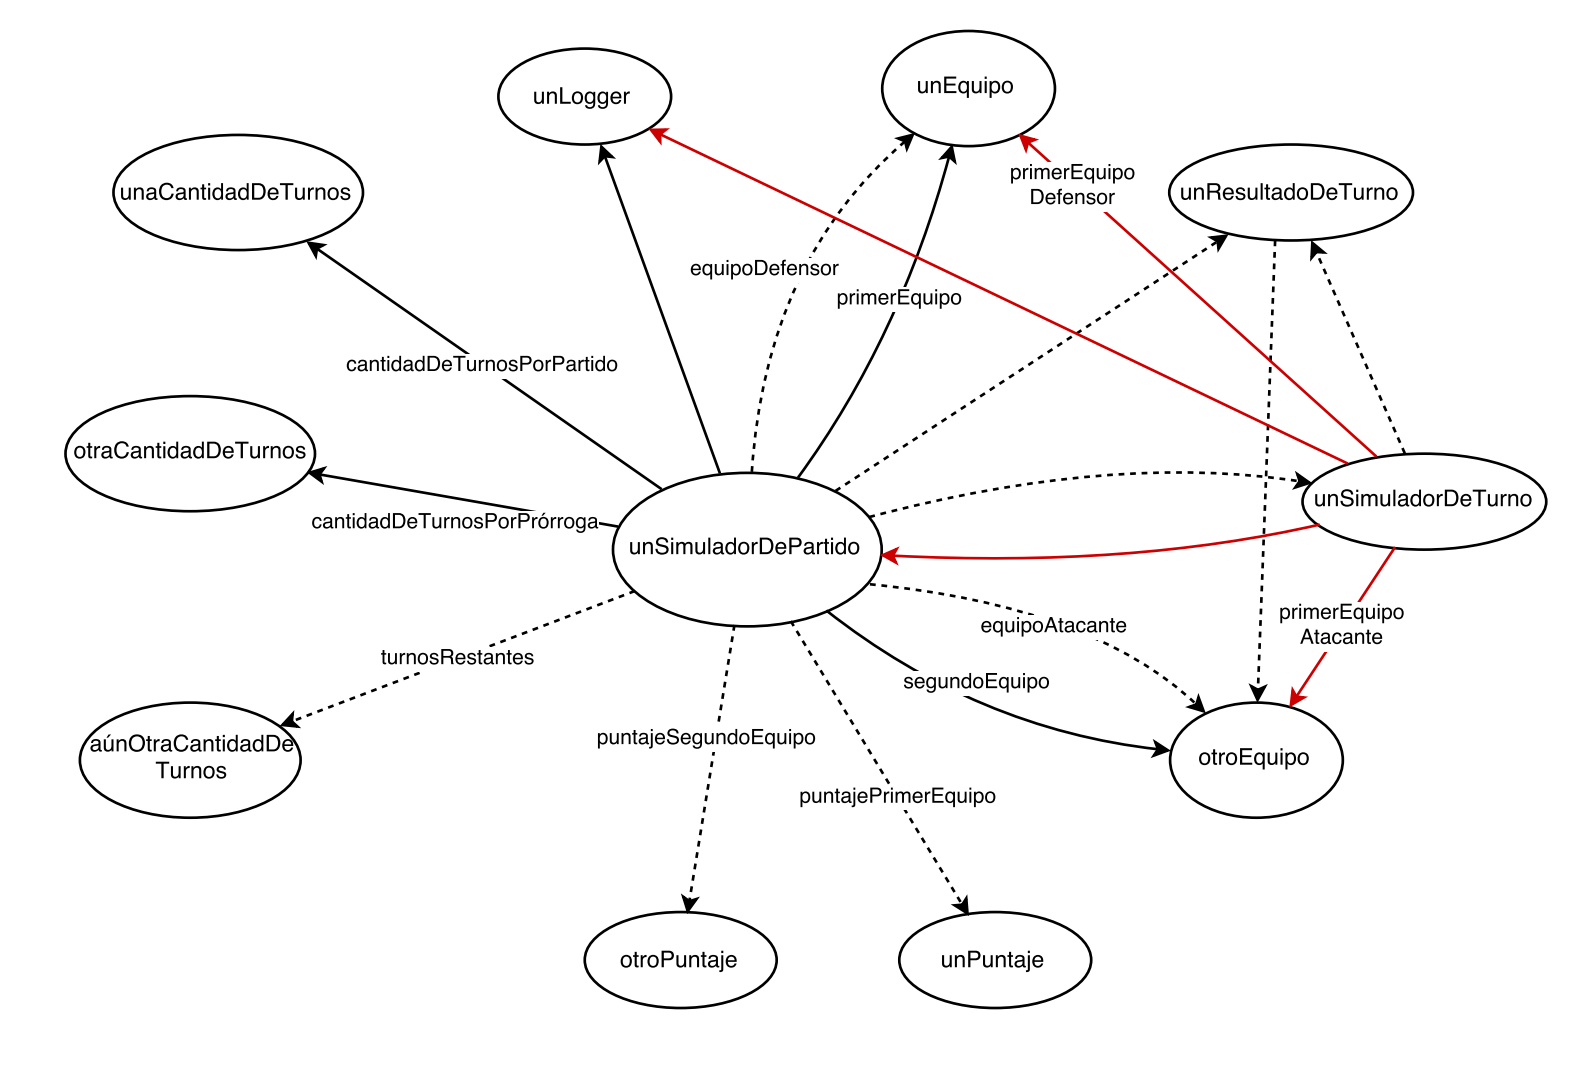 unEquipo
unLogger
primerEquipo
Defensor
unaCantidadDeTurnos
unResultadoDeTurno
equipoDefensor
primerEquipo
cantidadDeTurnosPorPartido
otraCantidadDeTurnos
unSimuladorDeTurno
cantidadDeTurnosPorPrórroga
unSimuladorDePartido
primerEquipo
Atacante
equipoAtacante
turnosRestantes
segundoEquipo
puntajeSegundoEquipo
aúnOtraCantidadDe
Turnos
otroEquipo
puntajePrimerEquipo
otroPuntaje
unPuntaje